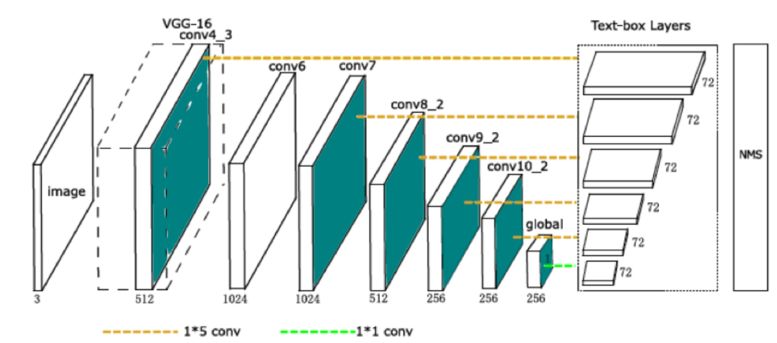 VGG-16
conv4_3
Text-box Layers
conv6
conv7
conv8_2
conv9_2
conv10_2
global
image
NMS
72
72
72
72
72
72
3
512
1024
1024
512
256
256
256
1*5 conv
1*1 conv